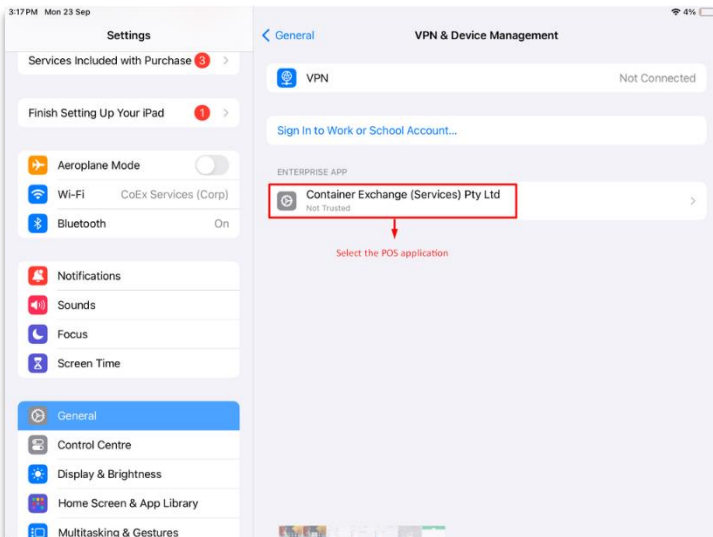 3:17PM Mon 23 Sep
4%
Settings
General
VPN & Device Management
Services Included with Purchase 3
Finish Setting Up Your iPad 1
Aeroplane Mode
Wi-Fi CoEx Services (Corp)
Bluetooth On
Notifications
Sounds
Focus
Screen Time
General
Control Centre
Display & Brightness
Home Screen & App Library
Multitasking & Gestures
VPN Not Connected
Sign In to Work or School Account...
ENTERPRISE APP
Container Exchange (Services) Pty Ltd
Not Trusted
Select the POS application